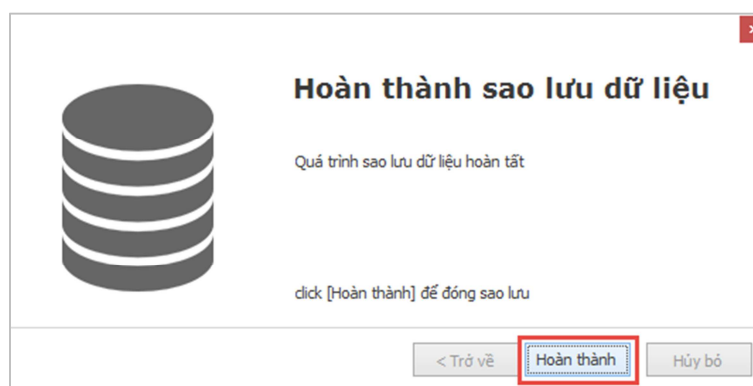 Hoàn thành sao lưu dữ liệu
Quá trình sao lưu dữ liệu hoàn tất
click [Hoàn thành] để đóng sao lưu
< Trở về
Hoàn thành
Hủy bỏ